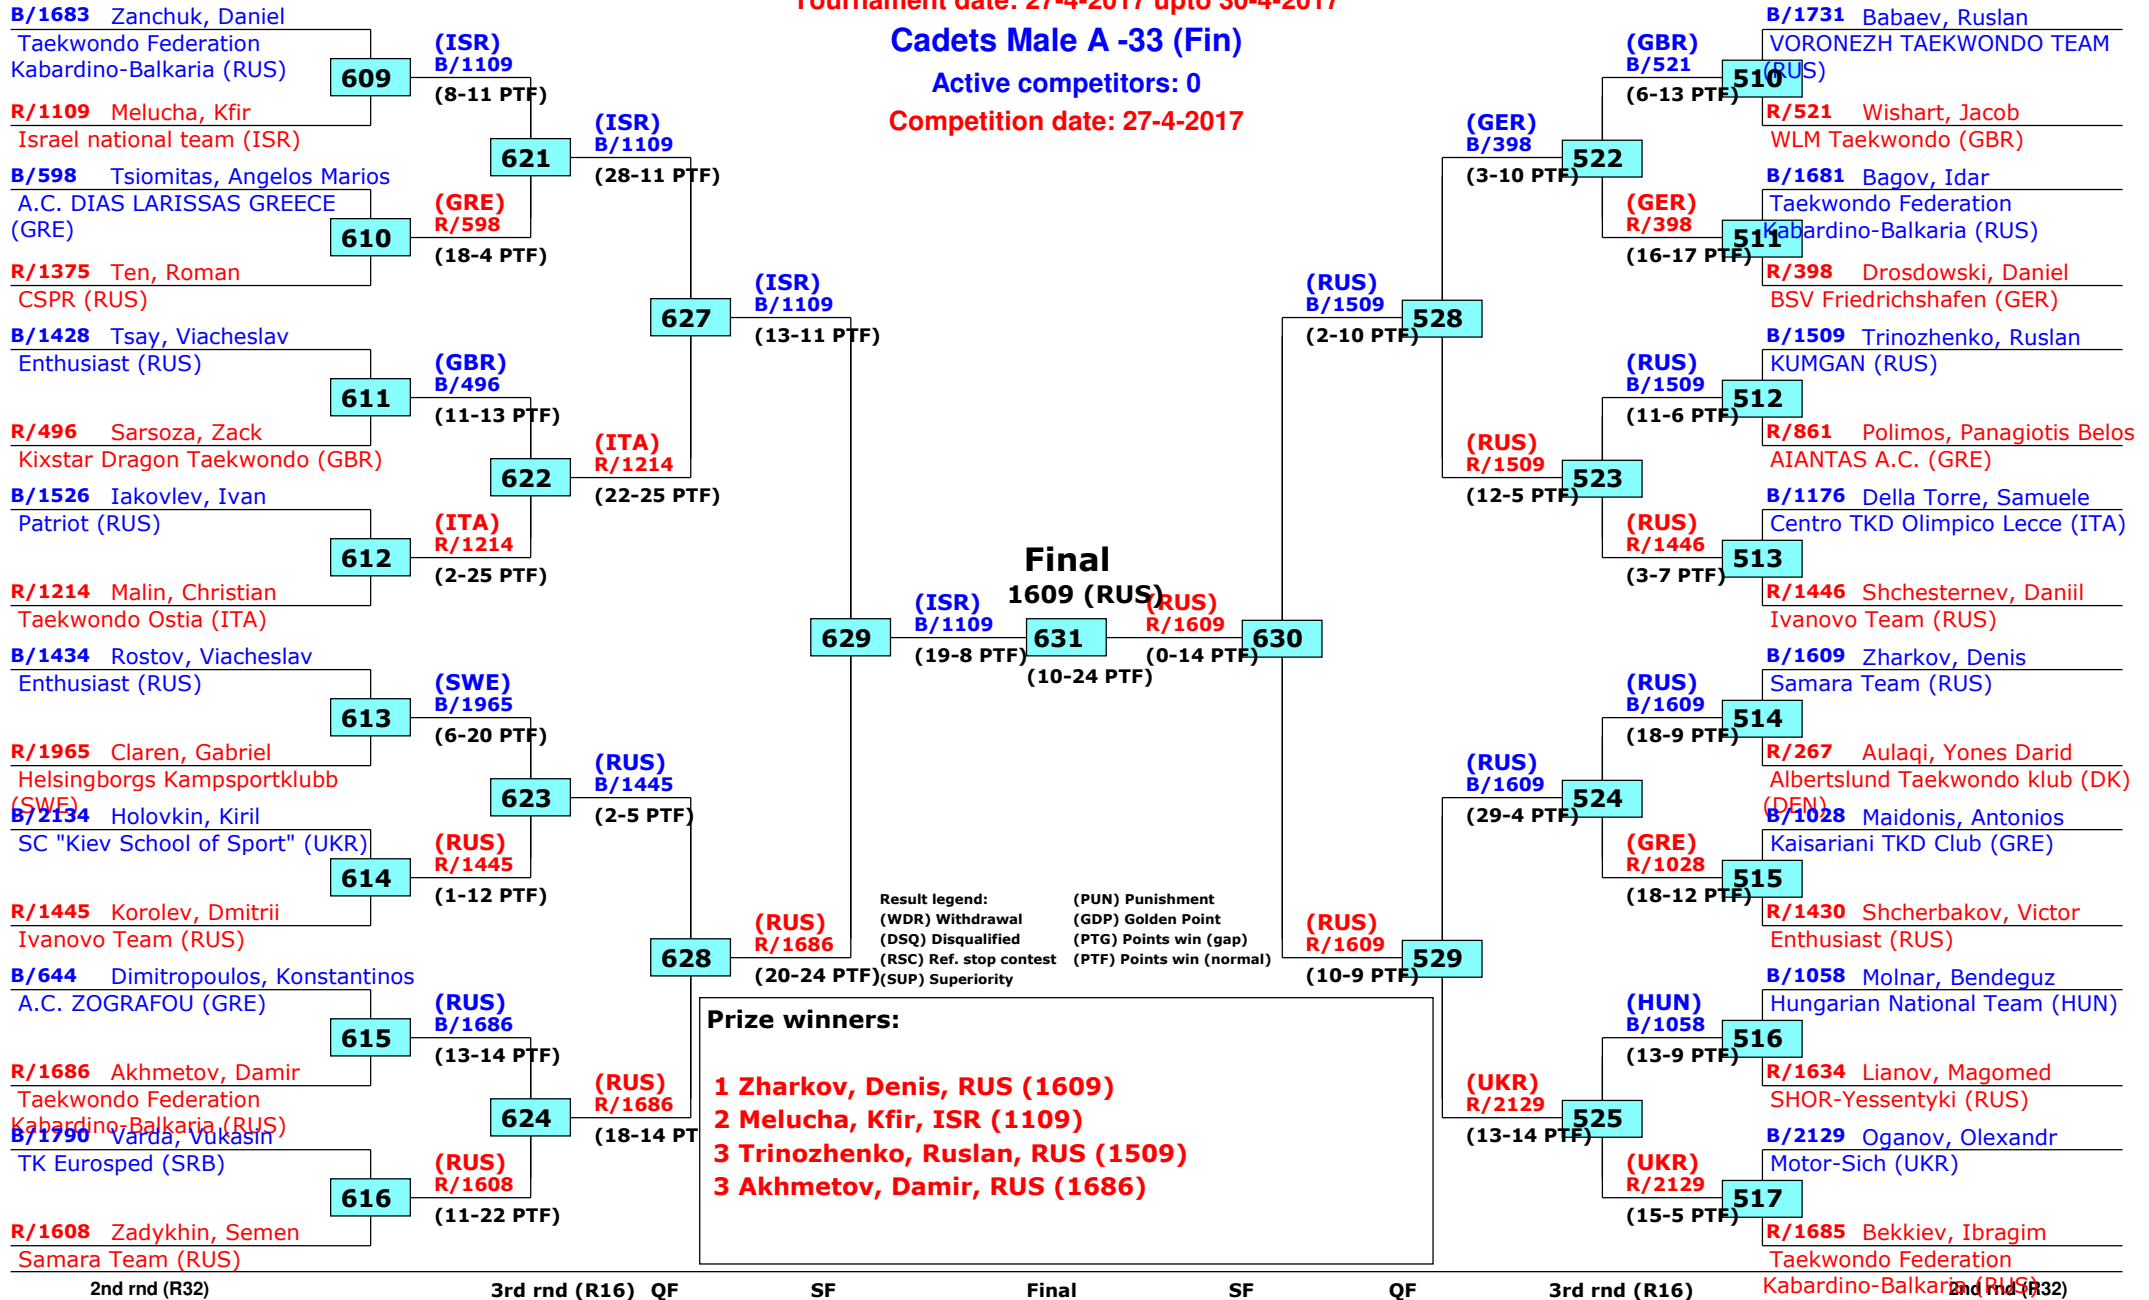 Tournament date: 27-4-2017 upto 30-4-2017
Cadets Male A -33 (Fin)
Active competitors: 0
Competition date: 27-4-2017
B/1683 Zanchuk, Daniel
Taekwondo Federation
Kabardino-Balkaria (RUS)
609
R/1109 Melucha, Kfir
Israel national team (ISR)
B/598 Tsiomitas, Angelos Marios
A.C. DIAS LARISSAS GREECE
(GRE)
610
R/1375 Ten, Roman
CSPR (RUS)
B/1428 Tsay, Viacheslav
Enthusiast (RUS)
611
R/496 Sarsoza, Zack
Kixstar Dragon Taekwondo (GBR)
B/1526 Iakovlev, Ivan
Patriot (RUS)
612
R/1214 Malin, Christian
Taekwondo Ostia (ITA)
B/1434 Rostov, Viacheslav
Enthusiast (RUS)
613
R/1965 Claren, Gabriel
Helsingborgs Kampsportklubb
(SWE)
B/2134 Holovkin, Kiril
SC "Kiev School of Sport" (UKR)
614
R/1445 Korolev, Dmitrii
Ivanovo Team (RUS)
B/644 Dimitropoulos, Konstantinos
A.C. ZOGRAFOU (GRE)
615
R/1686 Akhmetov, Damir
Taekwondo Federation
Kabardino-Balkaria (RUS)
B/1790 Varda, Vukasin
TK Eurosped (SRB)
616
R/1608 Zadykhin, Semen
Samara Team (RUS)
(ISR)
B/1109
(8-11 PTF)
621
(GRE)
R/598
(18-4 PTF)
(GBR)
B/496
(11-13 PTF)
622
(ITA)
R/1214
(2-25 PTF)
(SWE)
B/1965
(6-20 PTF)
623
(RUS)
R/1445
(1-12 PTF)
(RUS)
B/1686
(13-14 PTF)
624
(RUS)
R/1608
(11-22 PTF)
(ISR)
B/1109
(28-11 PTF)
627
(ITA)
R/1214
(22-25 PTF)
(RUS)
B/1445
(2-5 PTF)
628
(RUS)
R/1686
(18-14 PT
(ISR)
B/1109
(13-11 PTF)
629
(RUS)
R/1686
(20-24 PTF)
Final
1609 (RUS)
(ISR)
B/1109
(19-8 PTF)
631
(10-24 PTF)
(RUS)
R/1609
(0-14 PTF)
630
(RUS)
B/1509
(2-10 PTF)
528
(RUS)
R/1609
(10-9 PTF)
529
(GER)
B/398
(3-10 PTF)
522
(RUS)
R/1509
(12-5 PTF)
523
(RUS)
B/1609
(29-4 PTF)
524
(UKR)
R/2129
(13-14 PTF)
525
(GBR)
B/521
(6-13 PTF)
(GER)
R/398
(16-17 PTF)
(RUS)
B/1509
(11-6 PTF)
(RUS)
R/1446
(3-7 PTF)
(RUS)
B/1609
(18-9 PTF)
(GRE)
R/1028
(18-12 PTF)
(HUN)
B/1058
(13-9 PTF)
(UKR)
R/2129
(15-5 PTF)
B/1731 Babaev, Ruslan
VORONEZH TAEKWONDO TEAM
(RUS)
510
R/521 Wishart, Jacob
WLM Taekwondo (GBR)
B/1681 Bagov, Idar
Taekwondo Federation
Kabardino-Balkaria (RUS)
511
R/398 Drosdowski, Daniel
BSV Friedrichshafen (GER)
B/1509 Trinozhenko, Ruslan
KUMGAN (RUS)
512
R/861 Polimos, Panagiotis Belos
AIANTAS A.C. (GRE)
B/1176 Della Torre, Samuele
Centro TKD Olimpico Lecce (ITA)
513
R/1446 Shchesternev, Daniil
Ivanovo Team (RUS)
B/1609 Zharkov, Denis
Samara Team (RUS)
514
R/267 Aulaqi, Yones Darid
Albertslund Taekwondo klub (DK)
(DEN)
B/1028 Maidonis, Antonios
Kaisariani TKD Club (GRE)
515
R/1430 Shcherbakov, Victor
Enthusiast (RUS)
B/1058 Molnar, Bendeguz
Hungarian National Team (HUN)
516
R/1634 Lianov, Magomed
SHOR-Yessentyki (RUS)
B/2129 Oganov, Olexandr
Motor-Sich (UKR)
517
R/1685 Bekkiev, Ibragim
Taekwondo Federation
Kabardino-Balkaria (RUS)
Result legend:
(WDR) Withdrawal
(DSQ) Disqualified
(RSC) Ref. stop contest
(SUP) Superiority
(PUN) Punishment
(GDP) Golden Point
(PTG) Points win (gap)
(PTF) Points win (normal)
Prize winners:
1 Zharkov, Denis, RUS (1609)
2 Melucha, Kfir, ISR (1109)
3 Trinozhenko, Ruslan, RUS (1509)
3 Akhmetov, Damir, RUS (1686)
2nd rnd (R32) 3rd rnd (R16) QF SF Final SF QF 3rd rnd (R16) 2nd rnd (R32)